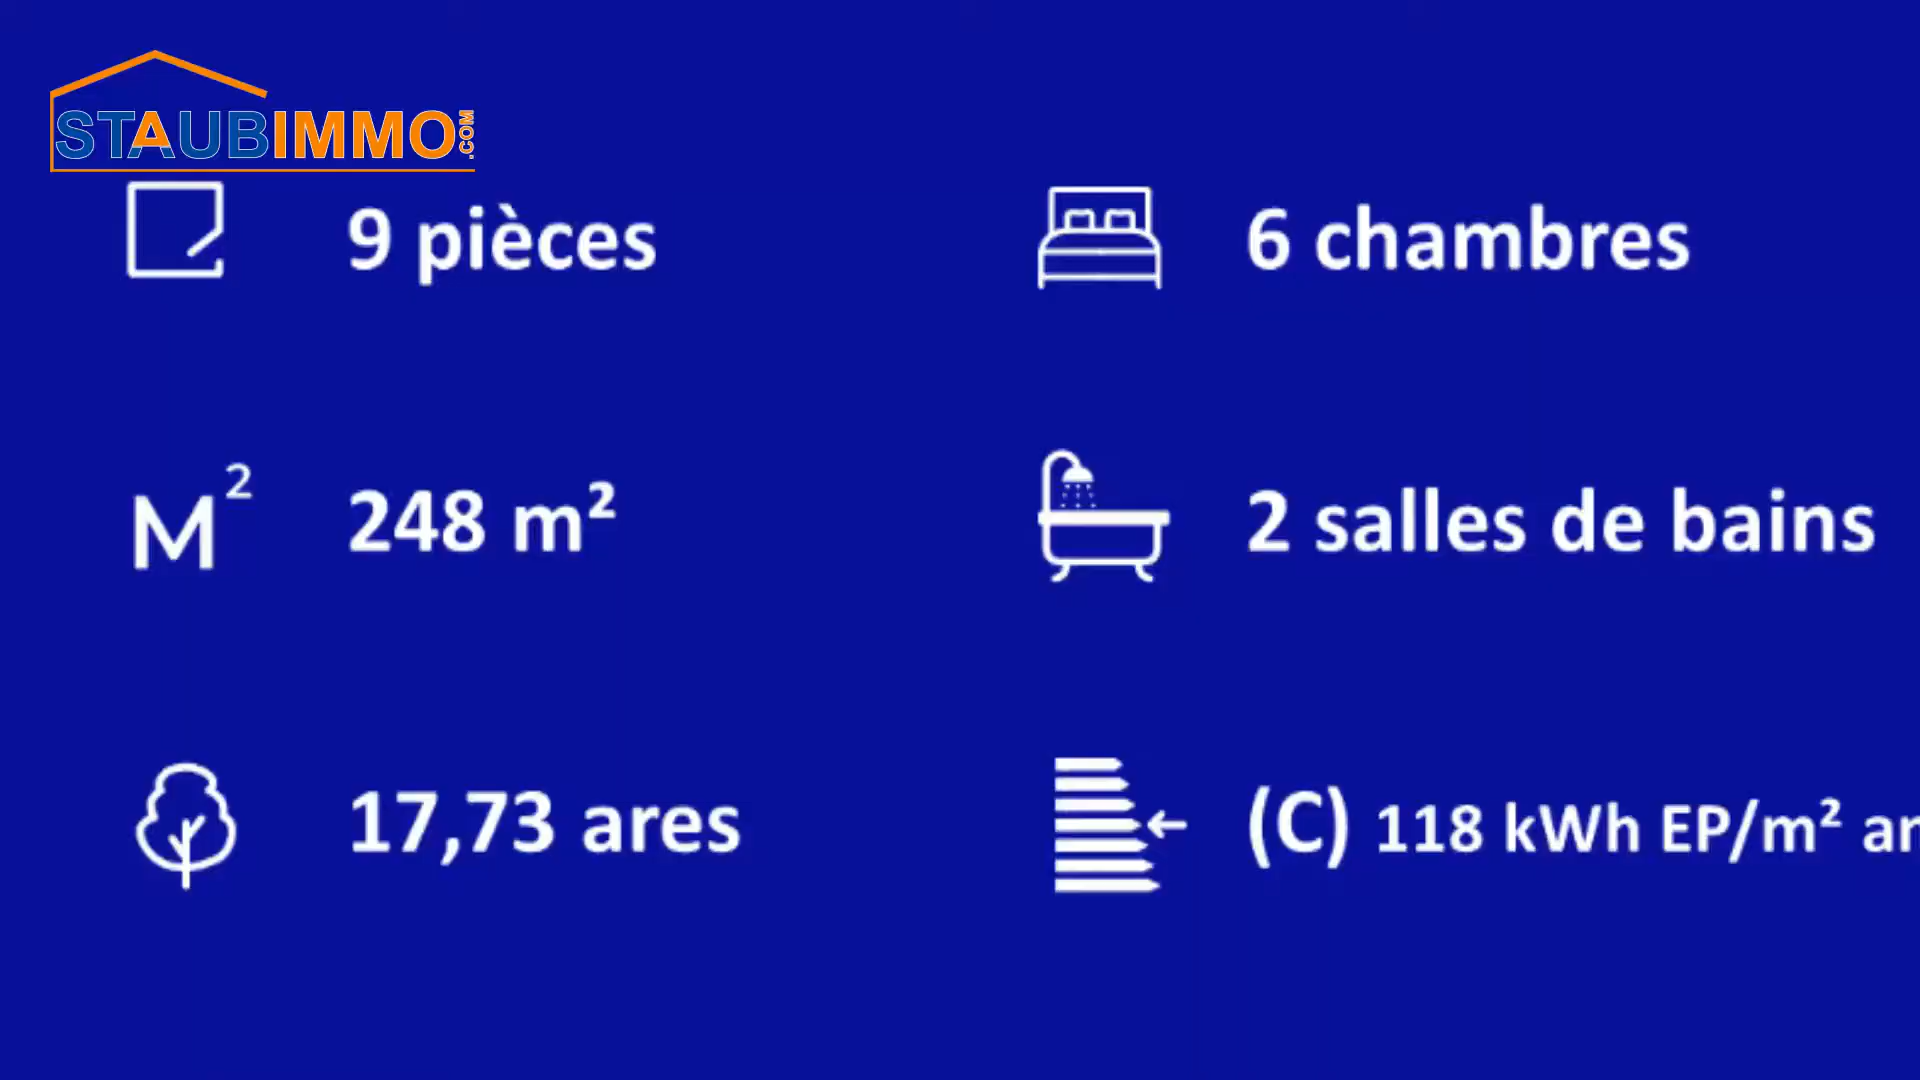 STAUBIMMO.COM
9 pièces
6 chambres
M² 248 m²
2 salles de bains
17,73 ares
(C) 118 kWh EP/m²